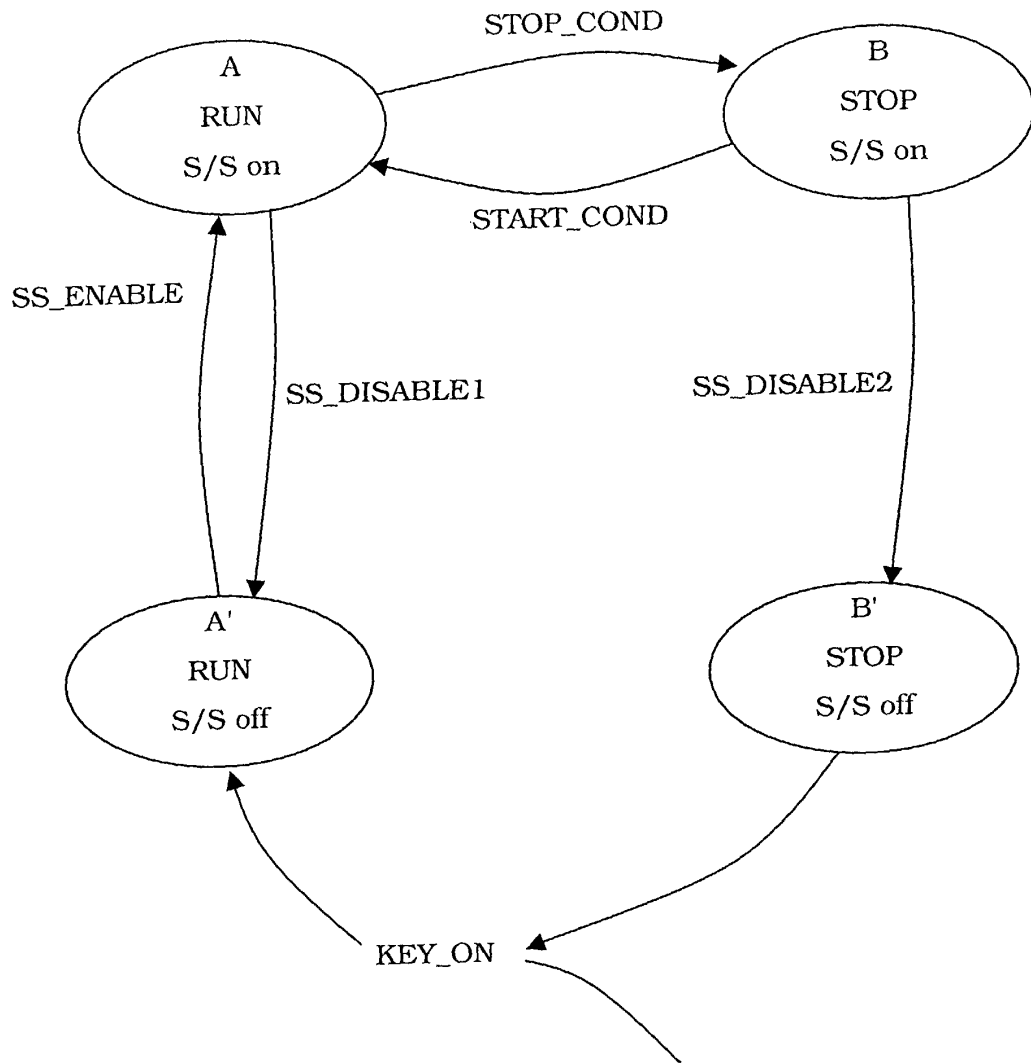 STOP_COND
A
RUN
S/S on
B
STOP
S/S on
START_COND
SS_ENABLE
SS_DISABLE1
SS_DISABLE2
A'
RUN
S/S off
B'
STOP
S/S off
KEY_ON